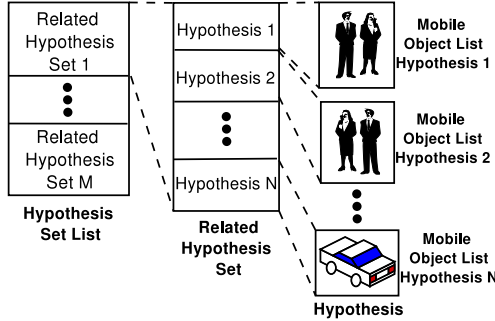 Related
Hypothesis
Set 1
Related
Hypothesis
Set M
Hypothesis
Set List
Hypothesis 1
Hypothesis 2
Hypothesis N
Related
Hypothesis
Set
Mobile
Object List
Hypothesis 1
Mobile
Object List
Hypothesis 2
Mobile
Object List
Hypothesis N
Hypothesis